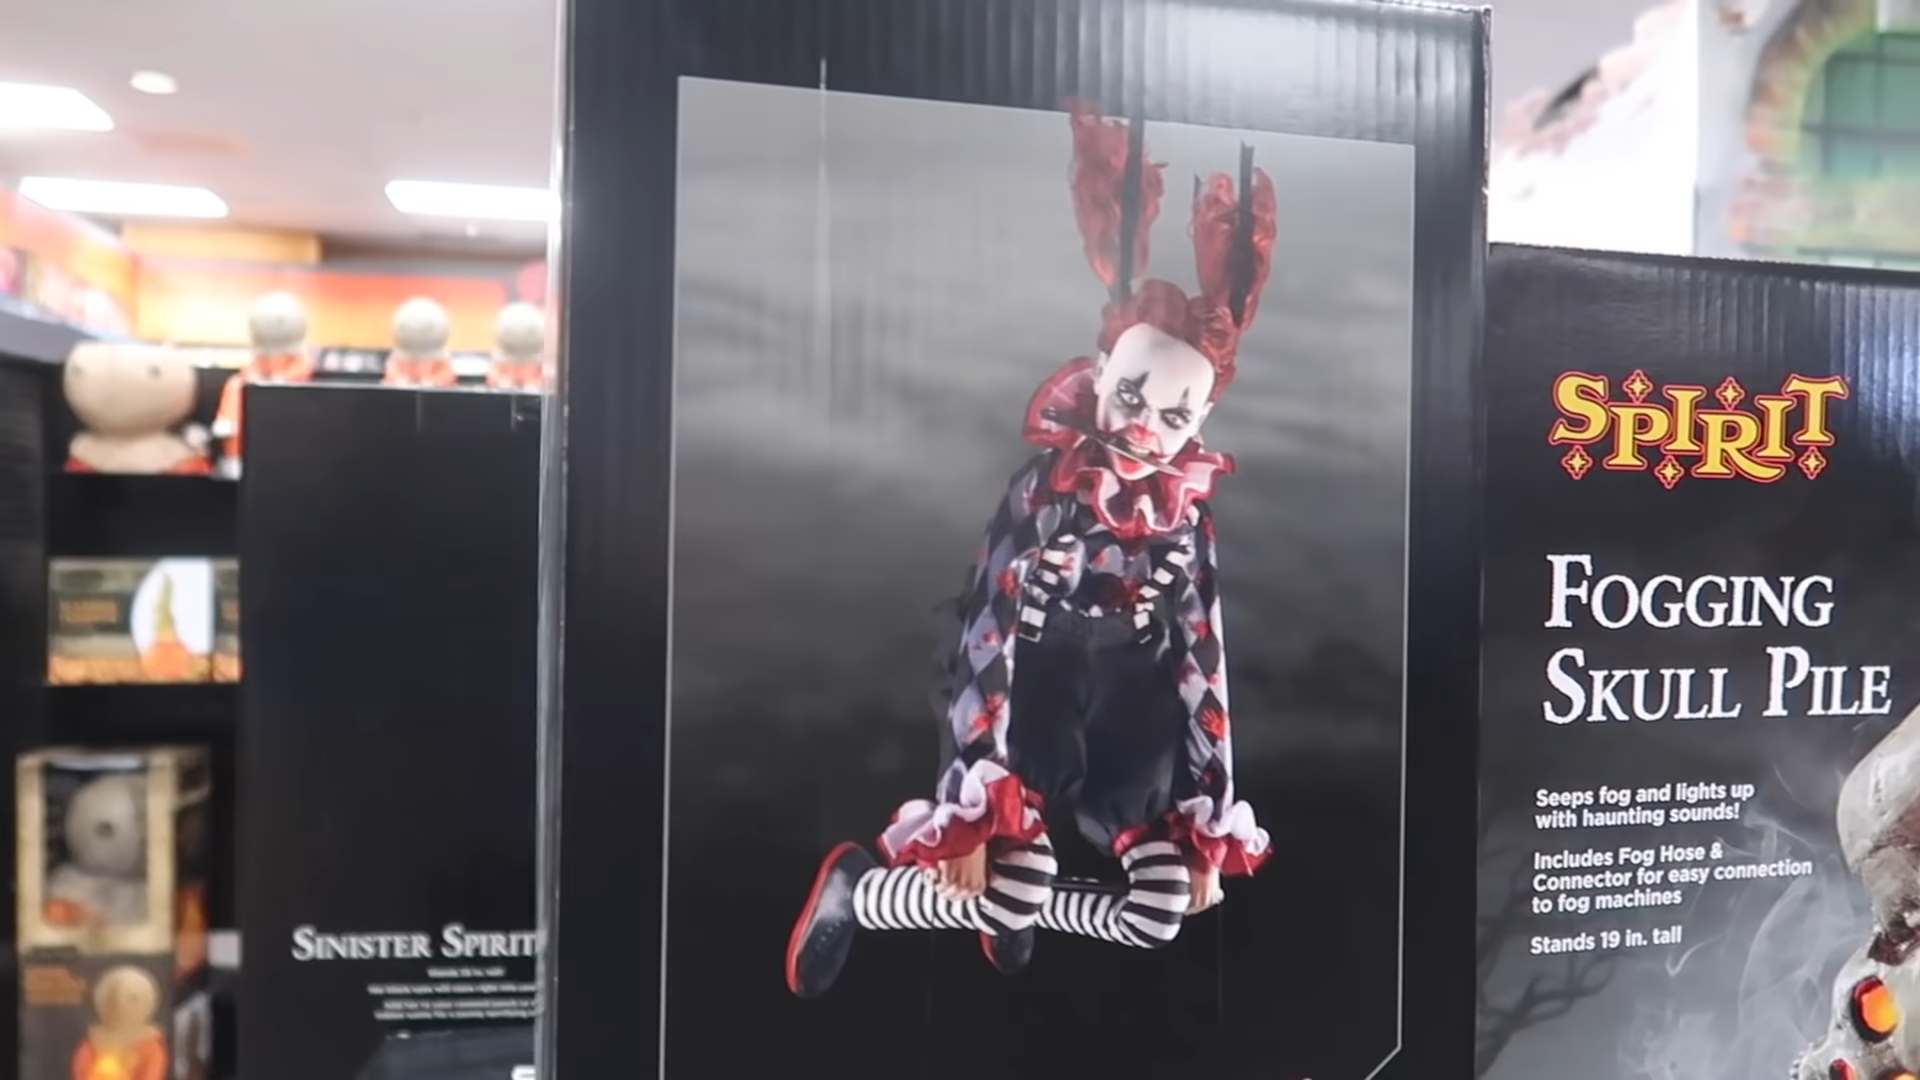 SINISTER SPIRIT
SPIRIT
FOGGING
SKULL PILE
Seeps fog and lights up
with haunting sounds!
Includes Fog Hose &
Connector for easy connection
to fog machines
Stands 19 in. tall